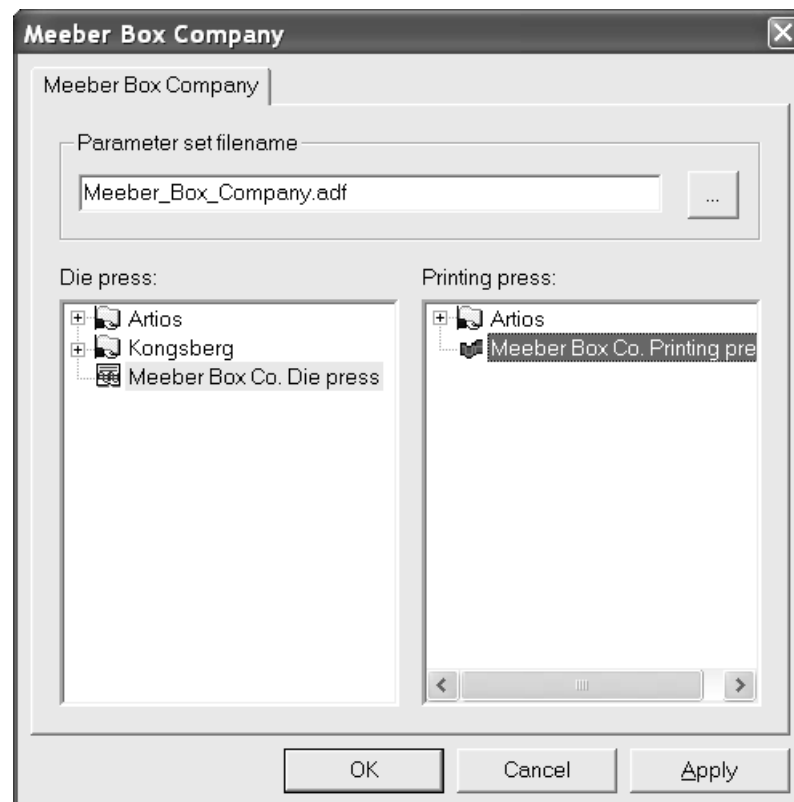 Meeber Box Company
Meeber Box Company
Parameter set filename
Meeber_Box_Company.adf
...
Die press:
Artios
Kongsberg
Meeber Box Co. Die press
Printing press:
Artios
Meeber Box Co. Printing pre
OK
Cancel
Apply